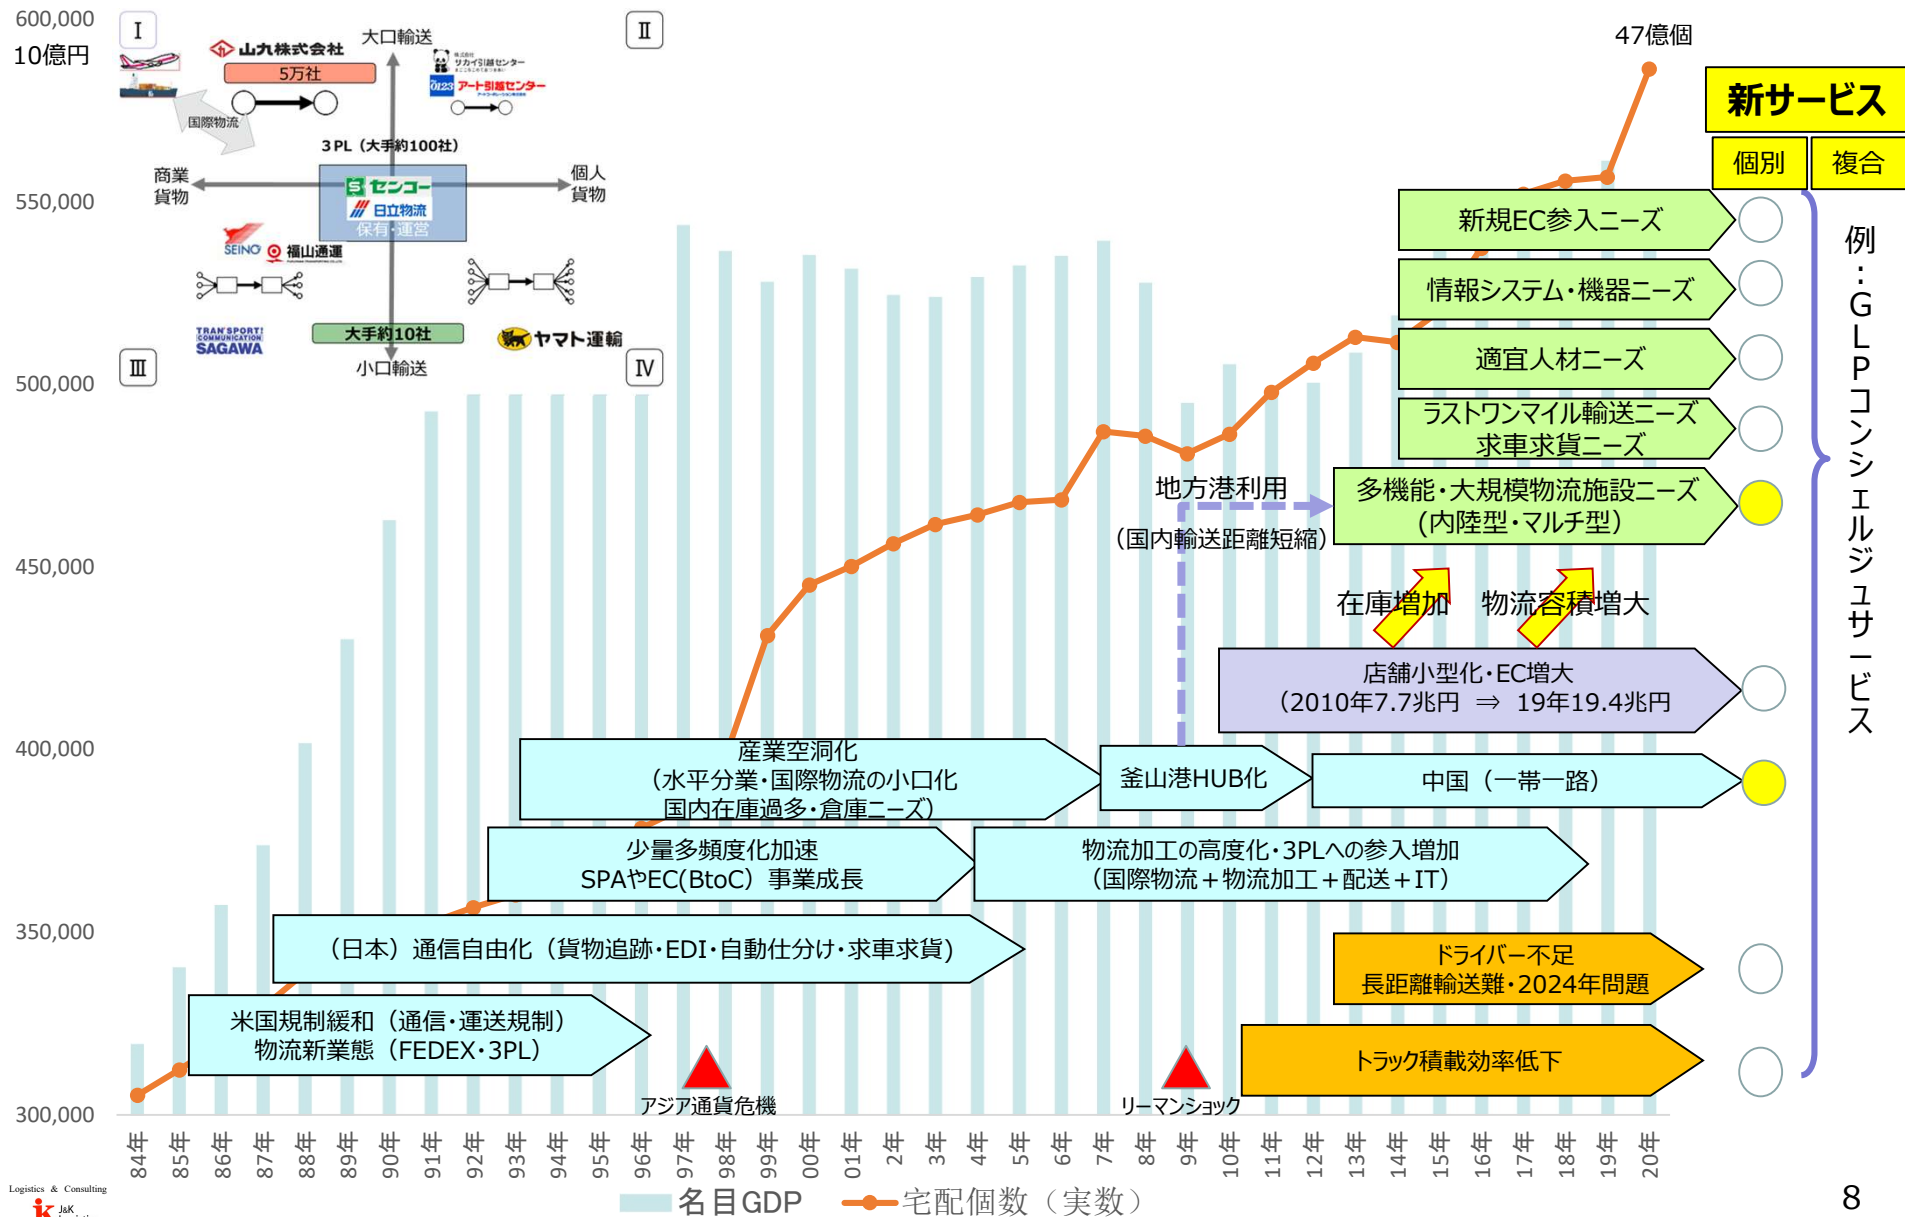 600,000
10億円
550,000
500,000
450,000
400,000
350,000
300,000
Ⅰ
Ⅱ
Ⅲ
Ⅳ
山九株式会社
5万社
大口輸送
株式会社
サカイ引越センター
0123 アート引越センター
国際物流
3PL(大手約100社)
商業
貨物
個人
貨物
センコー
日立物流
保有・運営
SEINO
福山通運
TRANSPORT!
COMMUNICATION
SAGAWA
大手約10社
ヤマト運輸
小口輸送
47億個
新サービス
個別
複合
新規EC参入ニーズ
情報システム・機器ニーズ
適宜人材ニーズ
ラストワンマイル輸送ニーズ
求車求貨ニーズ
多機能・大規模物流施設ニーズ
(内陸型・マルチ型)
地方港利用
(国内輸送距離短縮)
在庫増加
物流容積増大
店舗小型化・EC増大
(2010年7.7兆円 ⇒ 19年19.4兆円
産業空洞化
(水平分業・国際物流の小口化
国内在庫過多・倉庫ニーズ)
釜山港HUB化
中国(一帯一路)
少量多頻度化加速
SPAやEC(BtoC)事業成長
物流加工の高度化・3PLへの参入増加
(国際物流+物流加工+配送+IT)
(日本)通信自由化(貨物追跡・EDI・自動仕分け・求車求貨)
ドライバー不足
長距離輸送難・2024年問題
米国規制緩和(通信・運送規制)
物流新業態(FEDEX・3PL)
トラック積載効率低下
アジア通貨危機
リーマンショック
例:GLPコンシェルジュサービス
84年
85年
86年
87年
88年
89年
90年
91年
92年
93年
94年
95年
96年
97年
98年
99年
00年
01年
2年
3年
4年
5年
6年
7年
8年
9年
10年
11年
12年
13年
14年
15年
16年
17年
18年
19年
20年
名目GDP
宅配個数(実数)
Logistics & Consulting
J&K
8